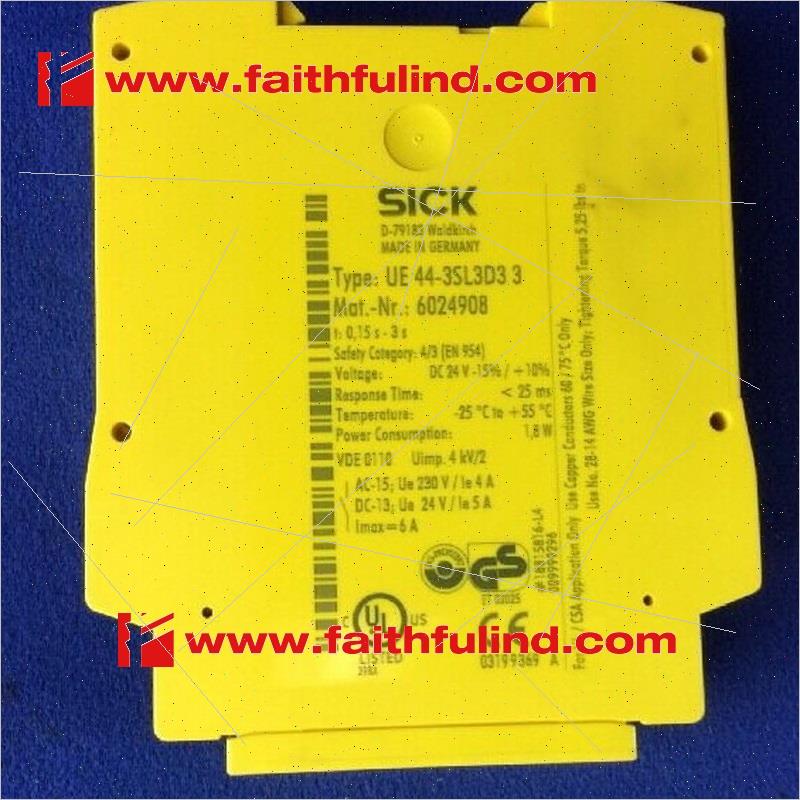 www.faithfulind.com
SICK
D-79183 Waldkirch
MADE IN GERMANY
Type: UE 44-3SL3D3 3
Mat.-Nr.: 6024908
t: 0,15 s - 3 s
Safety Category: 4/3 (EN 954)
Voltage: DC 24 V -15% / +10%
Response Time: < 25 ms
Temperature: -25 °C to +55 °C
Power Consumption: 1,8 W
VDE 0110 Uimp. 4 kV/2
AC-15; Ue 230 V / Ie 4 A
DC-13; Ue 24 V / Ie 5 A
Imax = 6 A
GS
C UL US
LISTED
www.faithfulind.com
CE
A
/ CSA Application Only Use Copper Conductors 60 / 75 °C Only
Use No. 28-14 AWG Wire Size Only; Tightening Torque 5.25-lbs In